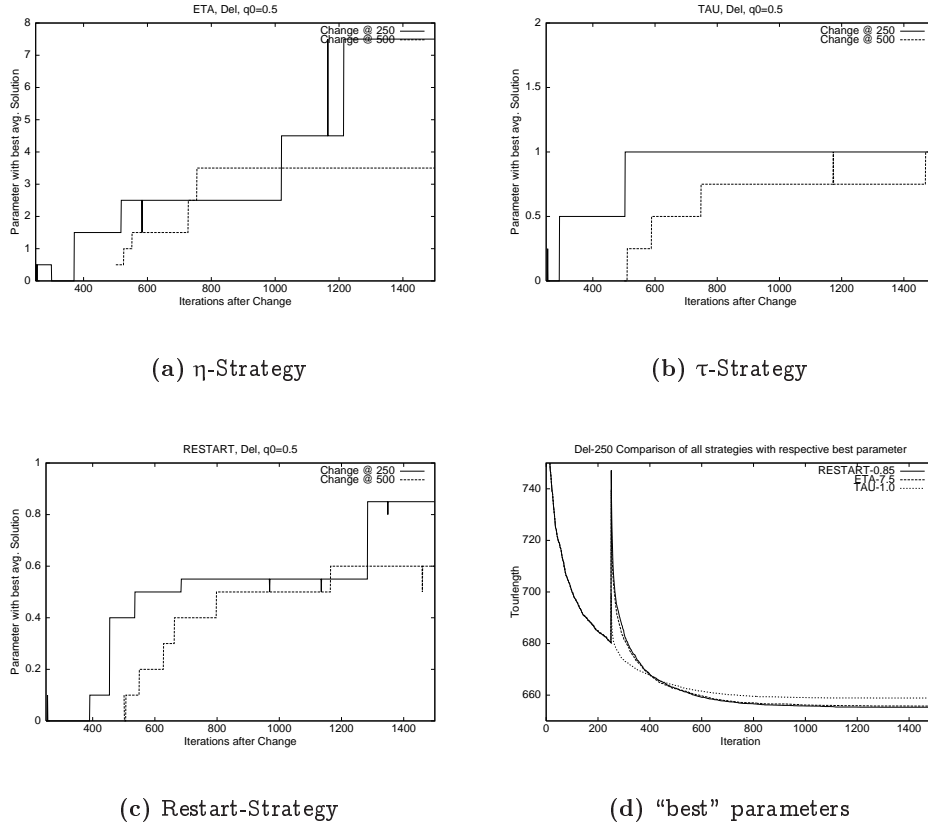 ETA, Del, q0=0.5
Change @ 250
Change @ 500
Parameter with best avg. Solution
8
7
6
5
4
3
2
1
0
400 600 800 1000 1200 1400
Iterations after Change
(a) η-Strategy
TAU, Del, q0=0.5
Change @ 250
Change @ 500
Parameter with best avg. Solution
2
1.5
1
0.5
0
400 600 800 1000 1200 1400
Iterations after Change
(b) τ-Strategy
RESTART, Del, q0=0.5
Change @ 250
Change @ 500
Parameter with best avg. Solution
1
0.8
0.6
0.4
0.2
0
400 600 800 1000 1200 1400
Iterations after Change
(c) Restart-Strategy
Del-250 Comparison of all strategies with respective best parameter
RESTART-0.85
ETA-7.5
TAU-1.0
Tourlength
740
720
700
680
660
0 200 400 600 800 1000 1200 1400
Iteration
(d) “best” parameters